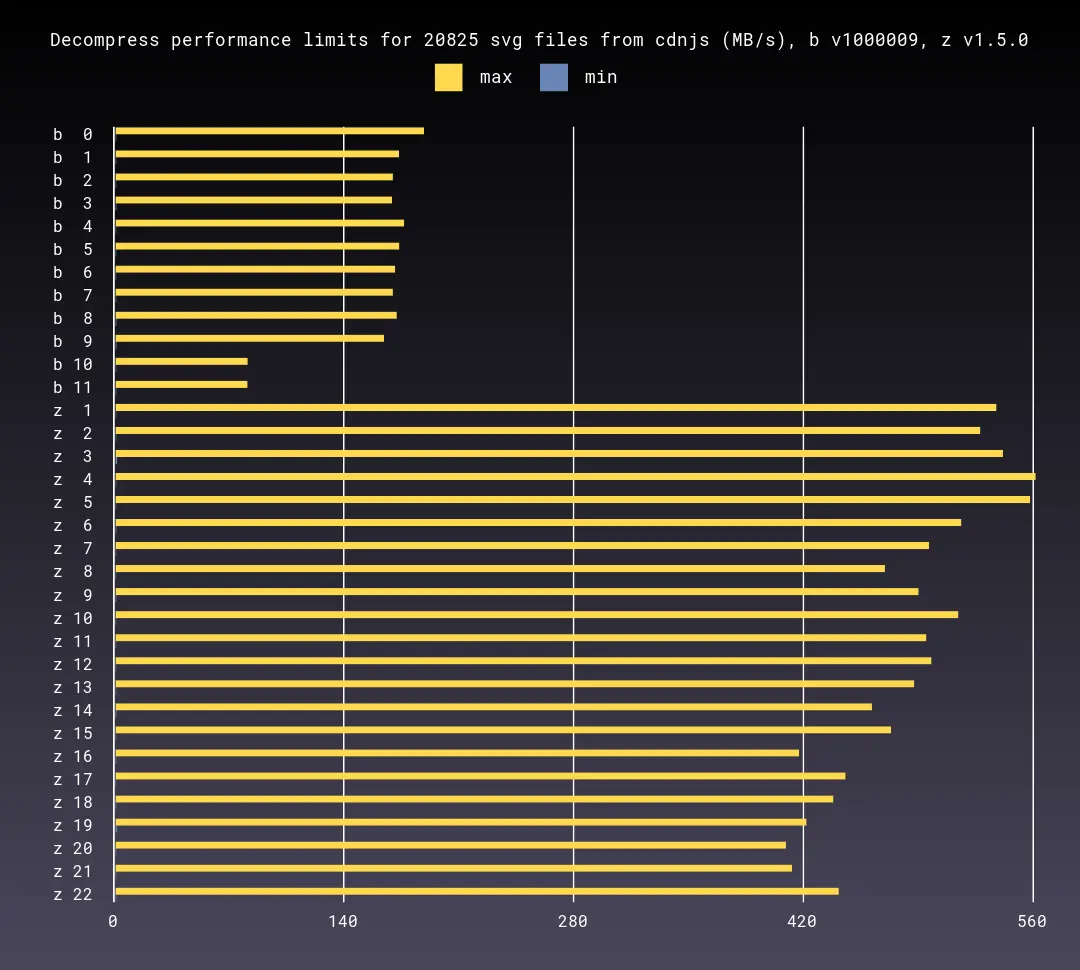 Decompress performance limits for 20825 svg files from cdnjs (MB/s), b v1000009, z v1.5.0
max min
b 0
b 1
b 2
b 3
b 4
b 5
b 6
b 7
b 8
b 9
b 10
b 11
z 1
z 2
z 3
z 4
z 5
z 6
z 7
z 8
z 9
z 10
z 11
z 12
z 13
z 14
z 15
z 16
z 17
z 18
z 19
z 20
z 21
z 22
0 140 280 420 560